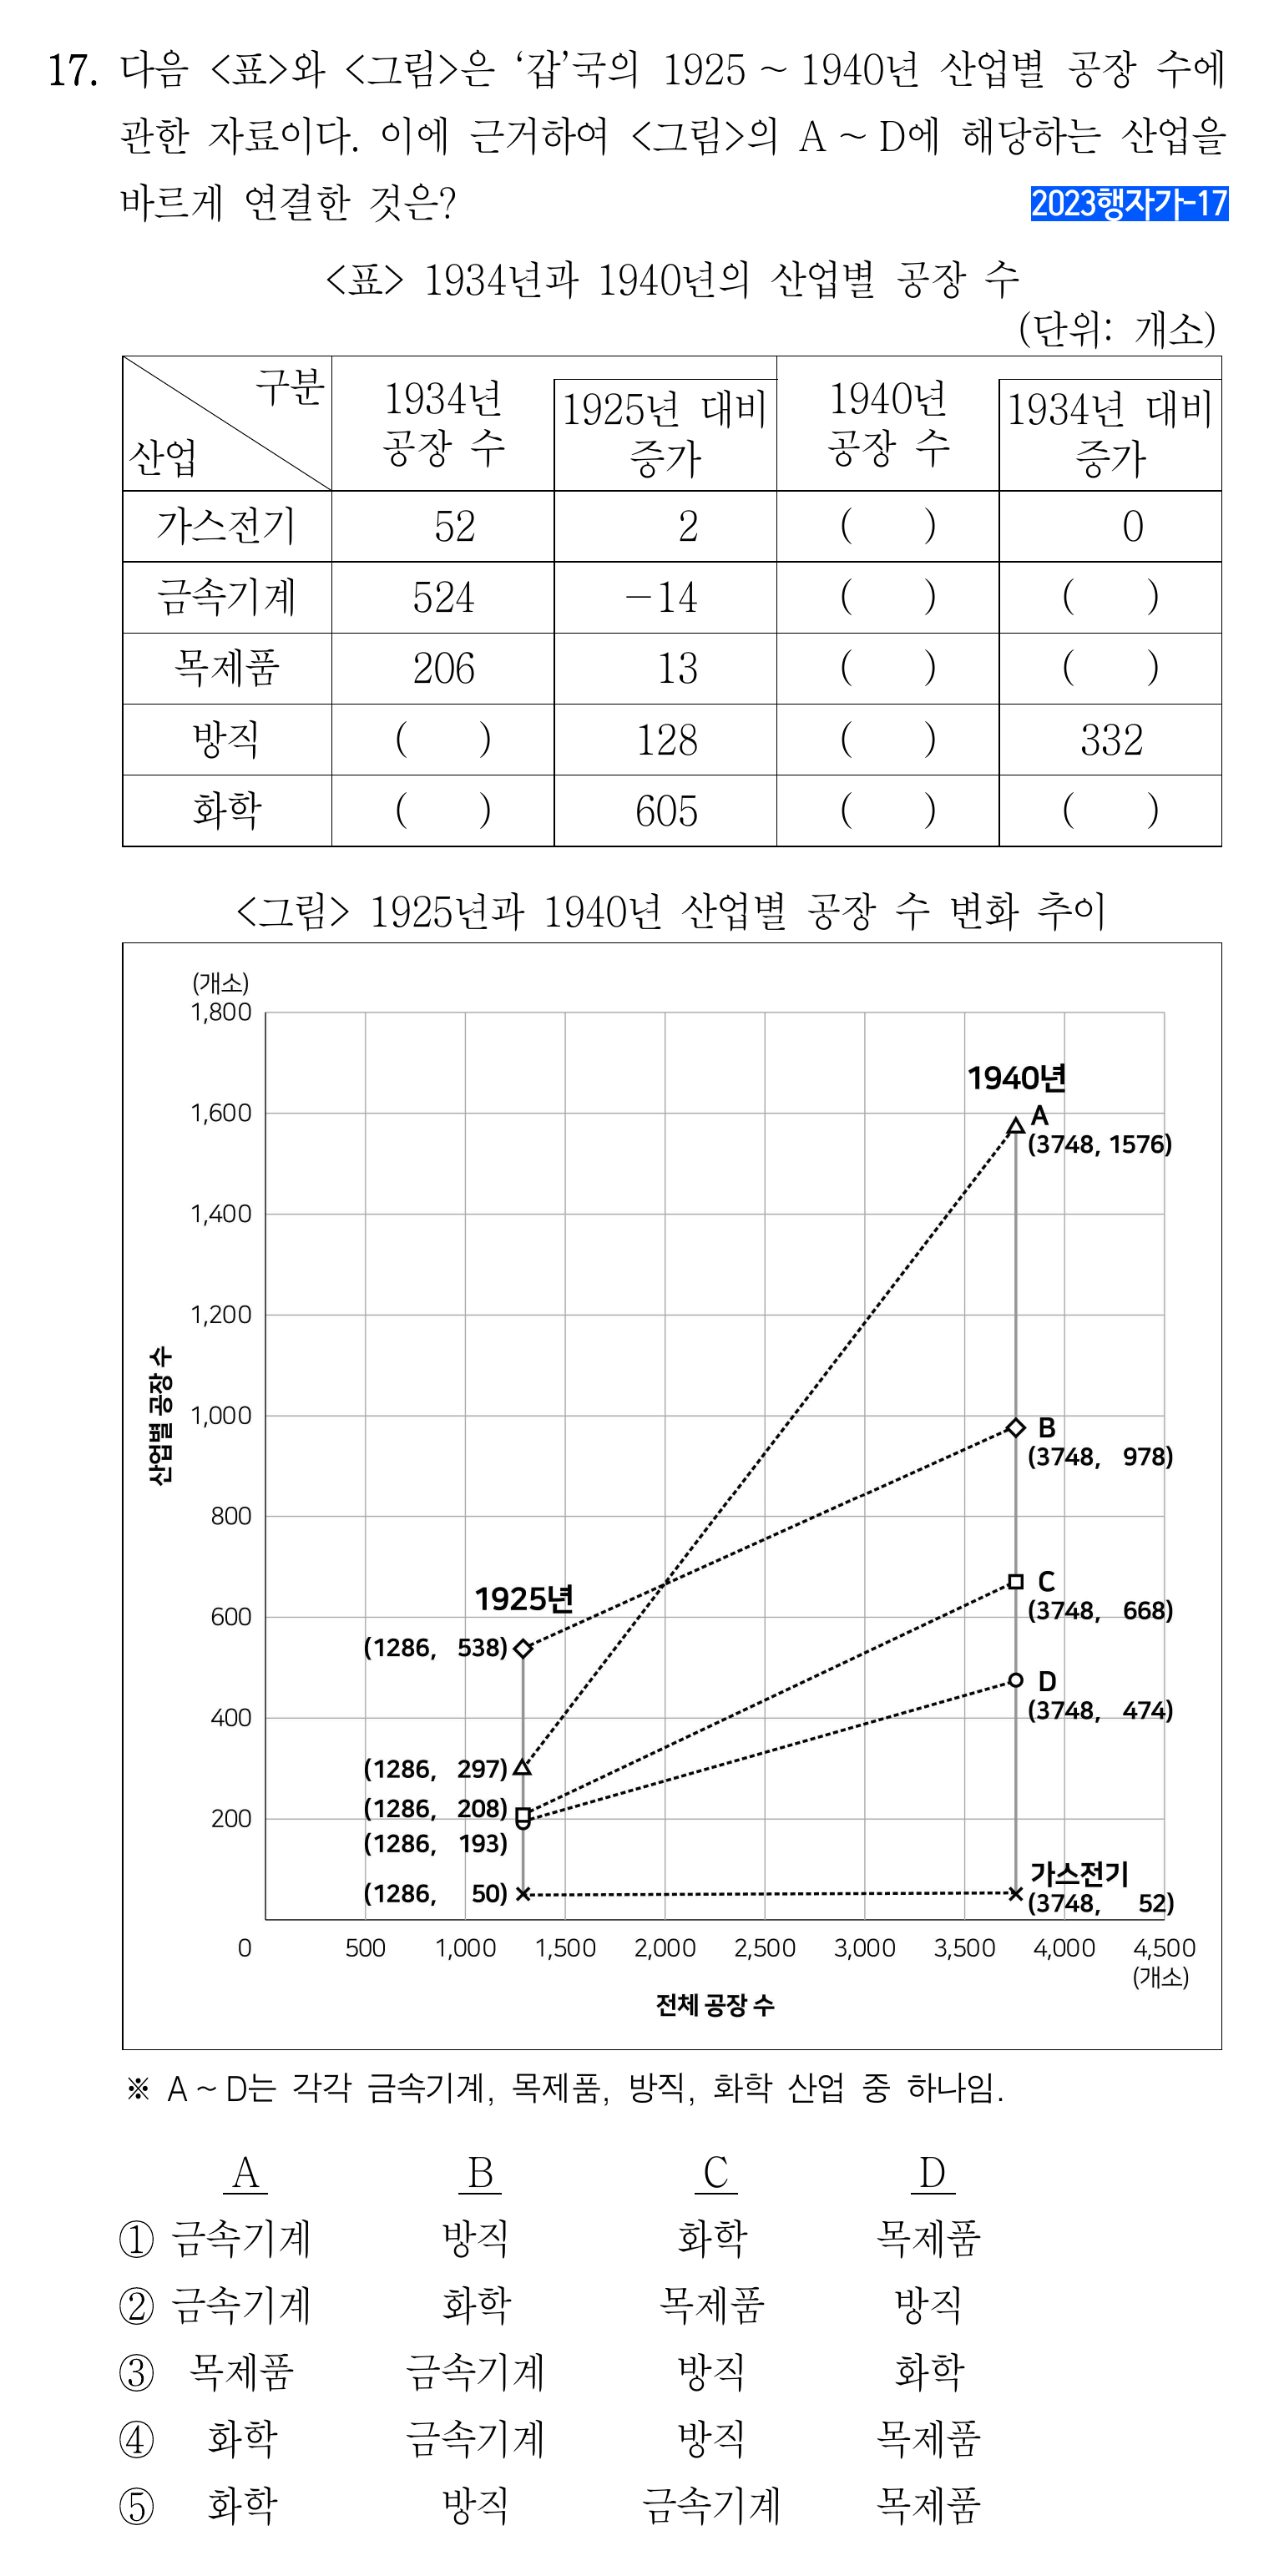 17. 다음 <표>와 <그림>은 ‘갑’국의 1925 ~ 1940년 산업별 공장 수에
관한 자료이다. 이에 근거하여 <그림>의 A ~ D에 해당하는 산업을
바르게 연결한 것은? 2023행자가-17
<표> 1934년과 1940년의 산업별 공장 수
(단위: 개소)
구분 산업 1934년 공장 수 1925년 대비 증가 1940년 공장 수 1934년 대비 증가
가스전기 52 2 ( ) 0
금속기계 524 −14 ( ) ( )
목제품 206 13 ( ) ( )
방직 ( ) 128 ( ) 332
화학 ( ) 605 ( ) ( )
<그림> 1925년과 1940년 산업별 공장 수 변화 추이
(개소)
1,800
1940년
1,600
A
(3748, 1576)
1,400
1,200
산업별 공장 수
1,000
B
(3748, 978)
800
C
1925년
600
(3748, 668)
(1286, 538)
D
400
(3748, 474)
(1286, 297)
(1286, 208)
200
(1286, 193)
가스전기
(1286, 50)
(3748, 52)
0 500 1,000 1,500 2,000 2,500 3,000 3,500 4,000 4,500
(개소)
전체 공장 수
※ A ~ D는 각각 금속기계, 목제품, 방직, 화학 산업 중 하나임.
A B C D
① 금속기계 방직 화학 목제품
② 금속기계 화학 목제품 방직
③ 목제품 금속기계 방직 화학
④ 화학 금속기계 방직 목제품
⑤ 화학 방직 금속기계 목제품